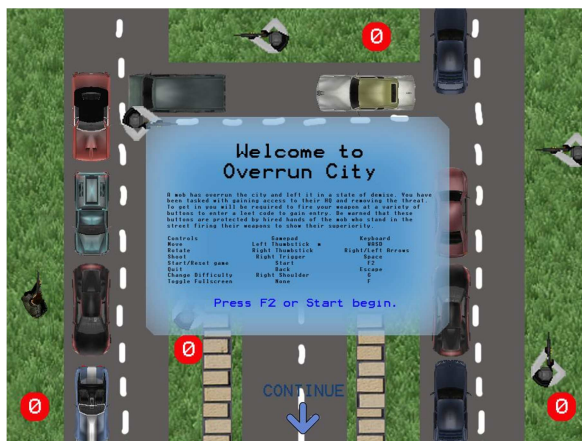 0
Welcome to
Overrun City
A mob has overrun the city and left it in a state of demise. You have
been tasked with gaining access to their HQ and removing the threat.
To get in you will be required to fire your weapon at a variety of
buttons to enter a leet code to gain entry. Be warned that these
buttons are protected by hired hands of the mob who stand in the
street firing their weapons to show their superiority.
Controls Gamepad Keyboard
Move Left Thumbstick WASD
Rotate Right Thumbstick Right/Left Arrows
Shoot Right Trigger Space
Start/Reset game Start F2
Quit Back Escape
Change Difficulty Right Shoulder
Toggle Fullscreen None F
Press F2 or Start begin.
0
CONTINUE
0
0